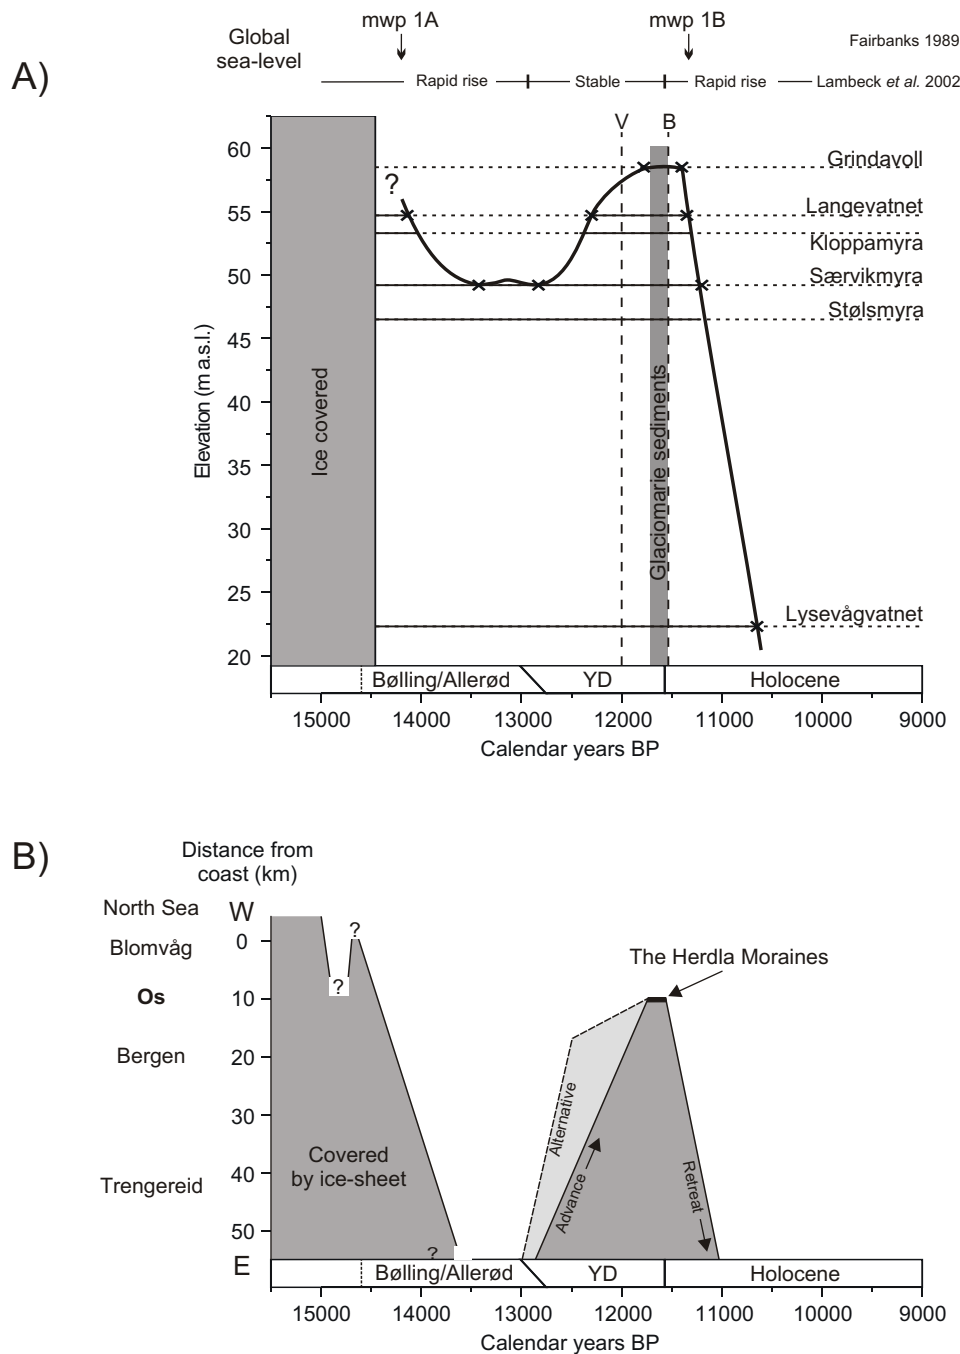 mwp 1A
mwp 1B
Global
sea-level
Fairbanks 1989
A)
Rapid rise
Stable
Rapid rise
Lambeck et al. 2002
V
B
60
55
50
45
40
35
30
25
20
Elevation (m a.s.l.)
?
Ice covered
Glaciomarie sediments
Grindavoll
Langevatnet
Kloppamyra
Særvikmyra
Stølsmyra
Lysevågvatnet
Bølling/Allerød
YD
Holocene
15000
14000
13000
12000
11000
10000
9000
Calendar years BP
B)
Distance from
coast (km)
North Sea
W
Blomvåg
0
Os
10
Bergen
20
30
Trengereid
40
50
E
?
?
?
Covered
by ice-sheet
Alternative
Advance
Retreat
The Herdla Moraines
Bølling/Allerød
YD
Holocene
15000
14000
13000
12000
11000
10000
9000
Calendar years BP